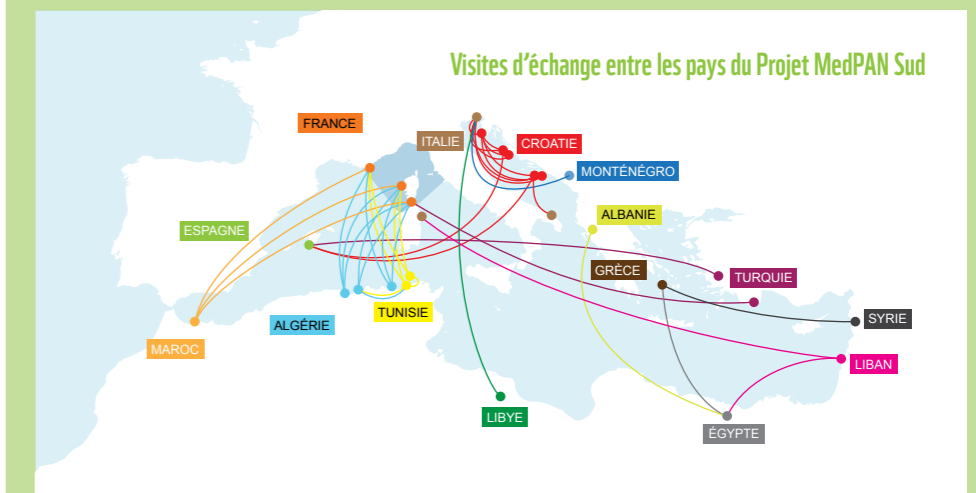 Visites d'échange entre les pays du Projet MedPAN Sud
FRANCE
ITALIE
CROATIE
MONTÉNÉGRO
ALBANIE
ESPAGNE
GRÈCE
TURQUIE
TUNISIE
SYRIE
ALGÉRIE
MAROC
LIBAN
LIBYE
ÉGYPTE